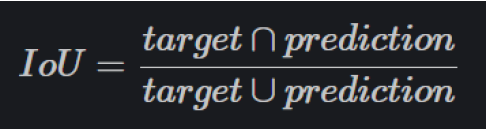 IoU = target ∩ prediction / target ∪ prediction